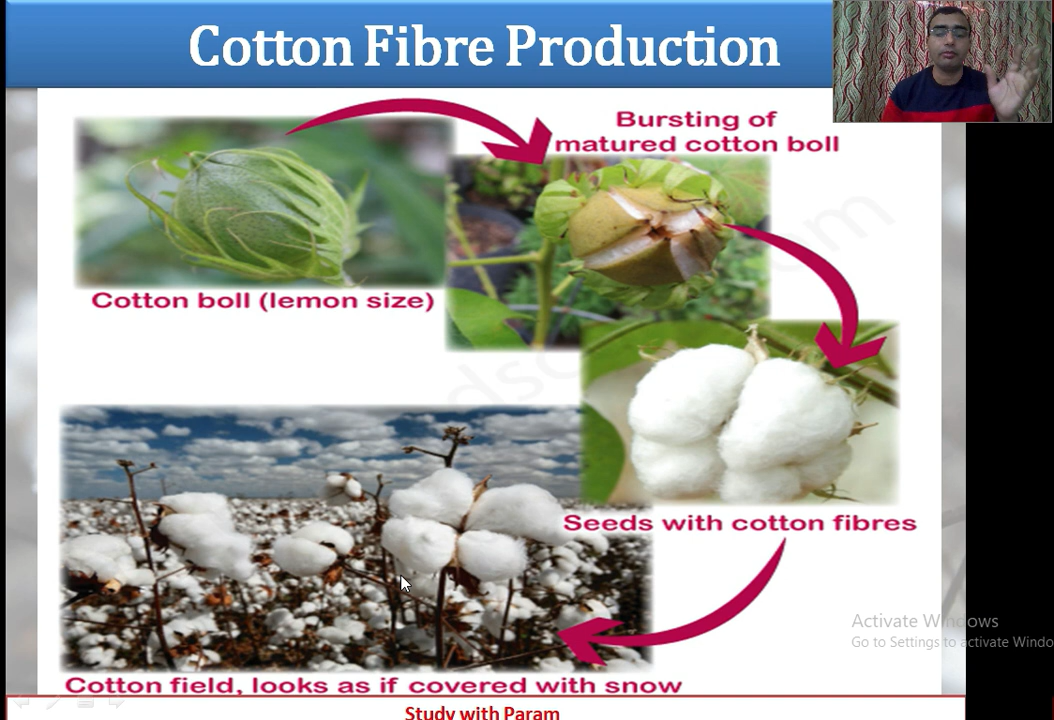 Cotton Fibre Production
Bursting of
matured cotton boll
Cotton boll (lemon size)
Seeds with cotton fibres
Cotton field, looks as if covered with snow
Activate Windows
Go to Settings to activate Windo
Study with Param